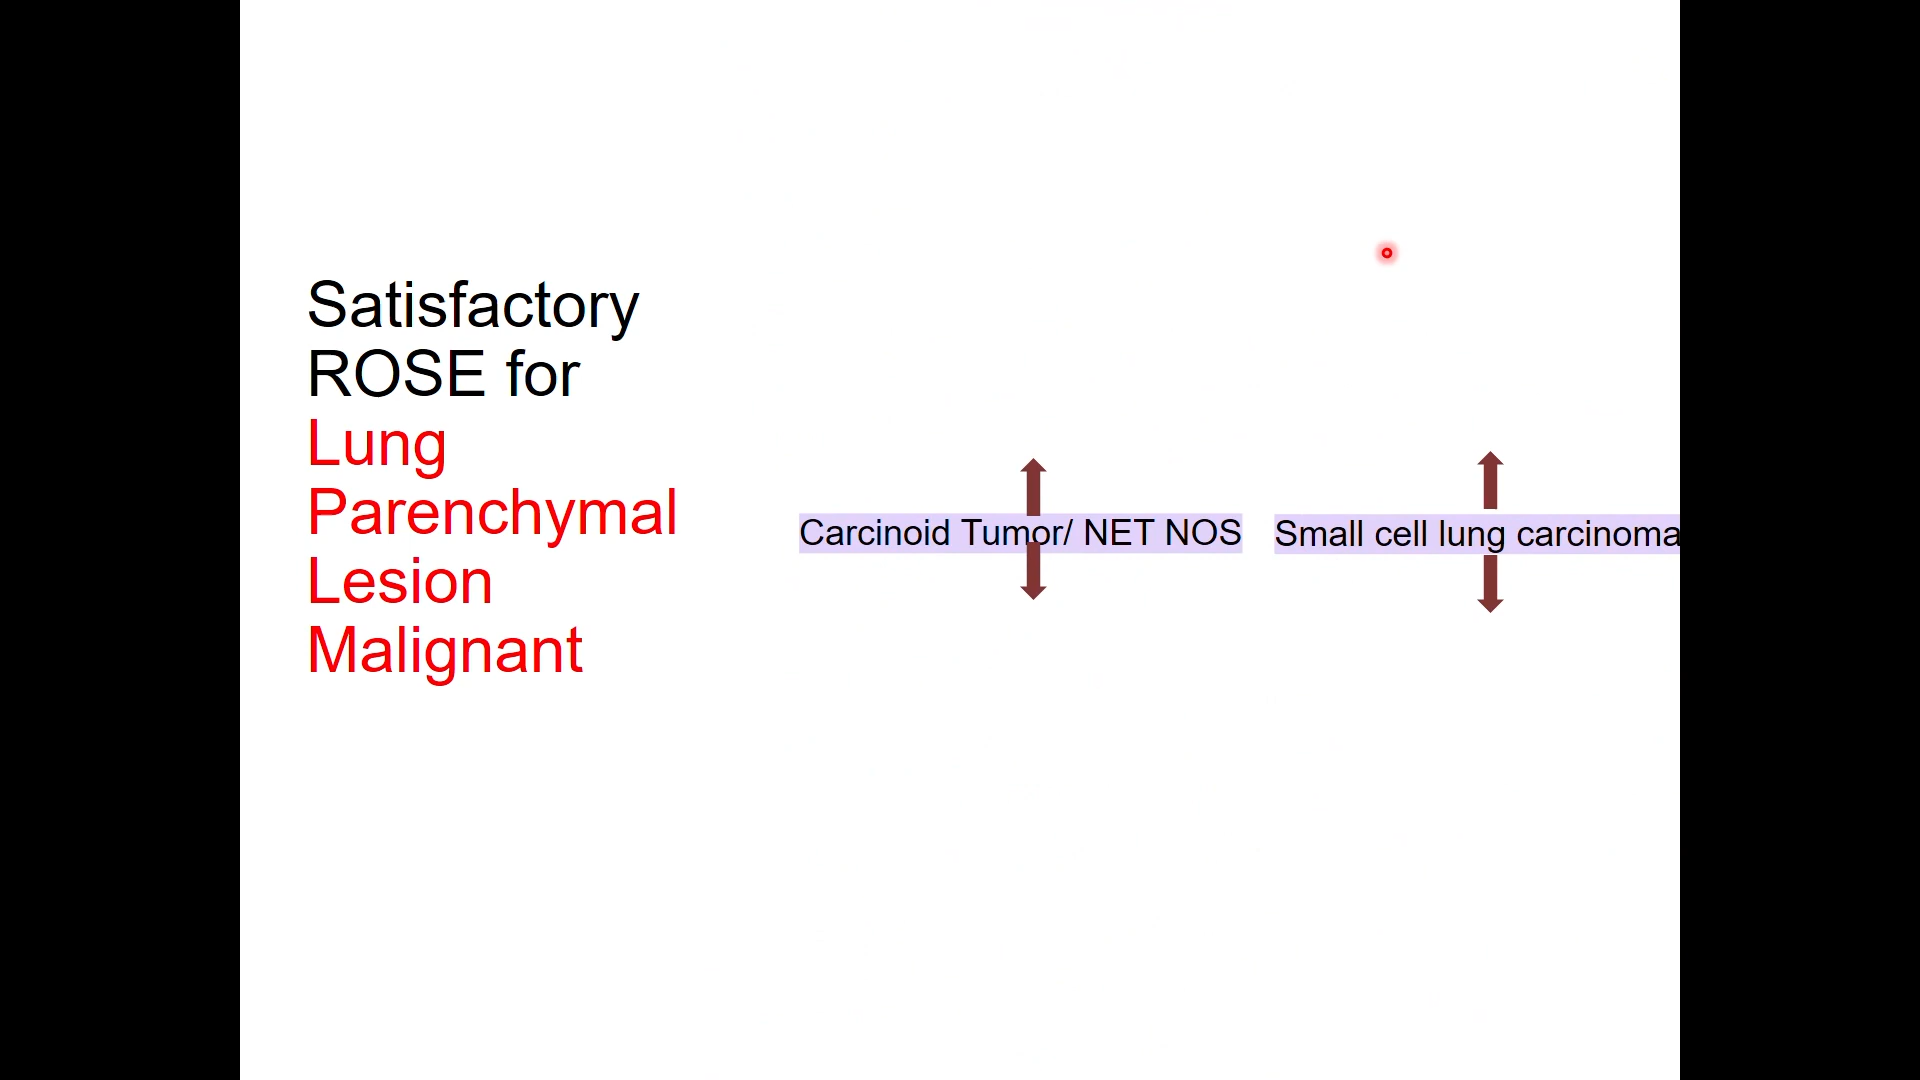 Satisfactory
ROSE for
Lung
Parenchymal
Lesion
Malignant
Carcinoid Tumor/ NET NOS
Small cell lung carcinoma